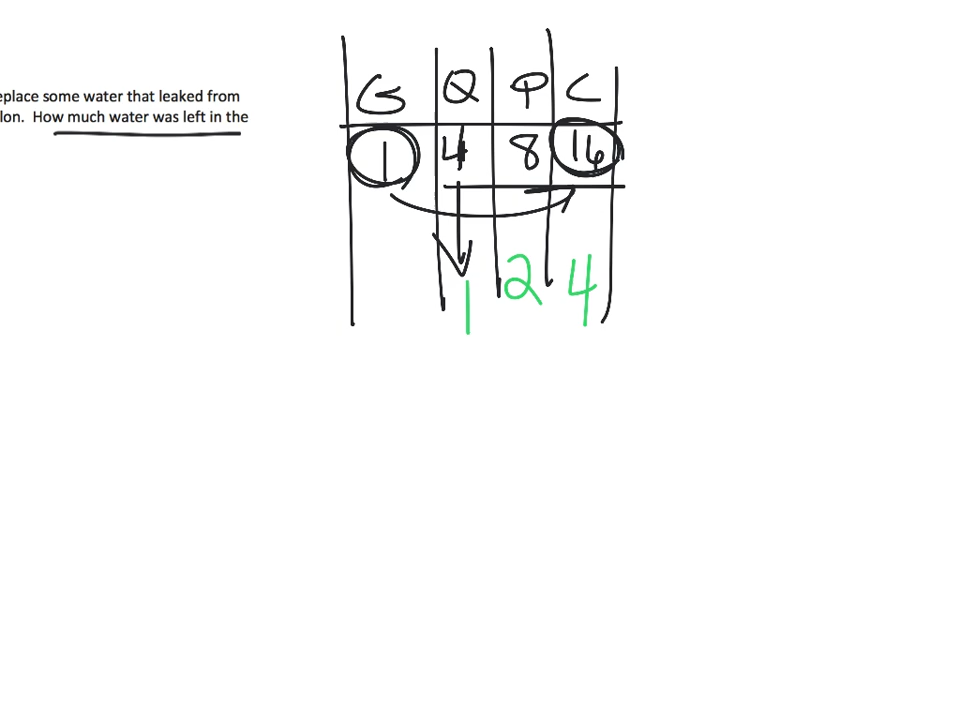 eplace some water that leaked from
lon. How much water was left in the
G Q P C
1 4 8 16
1 2 4